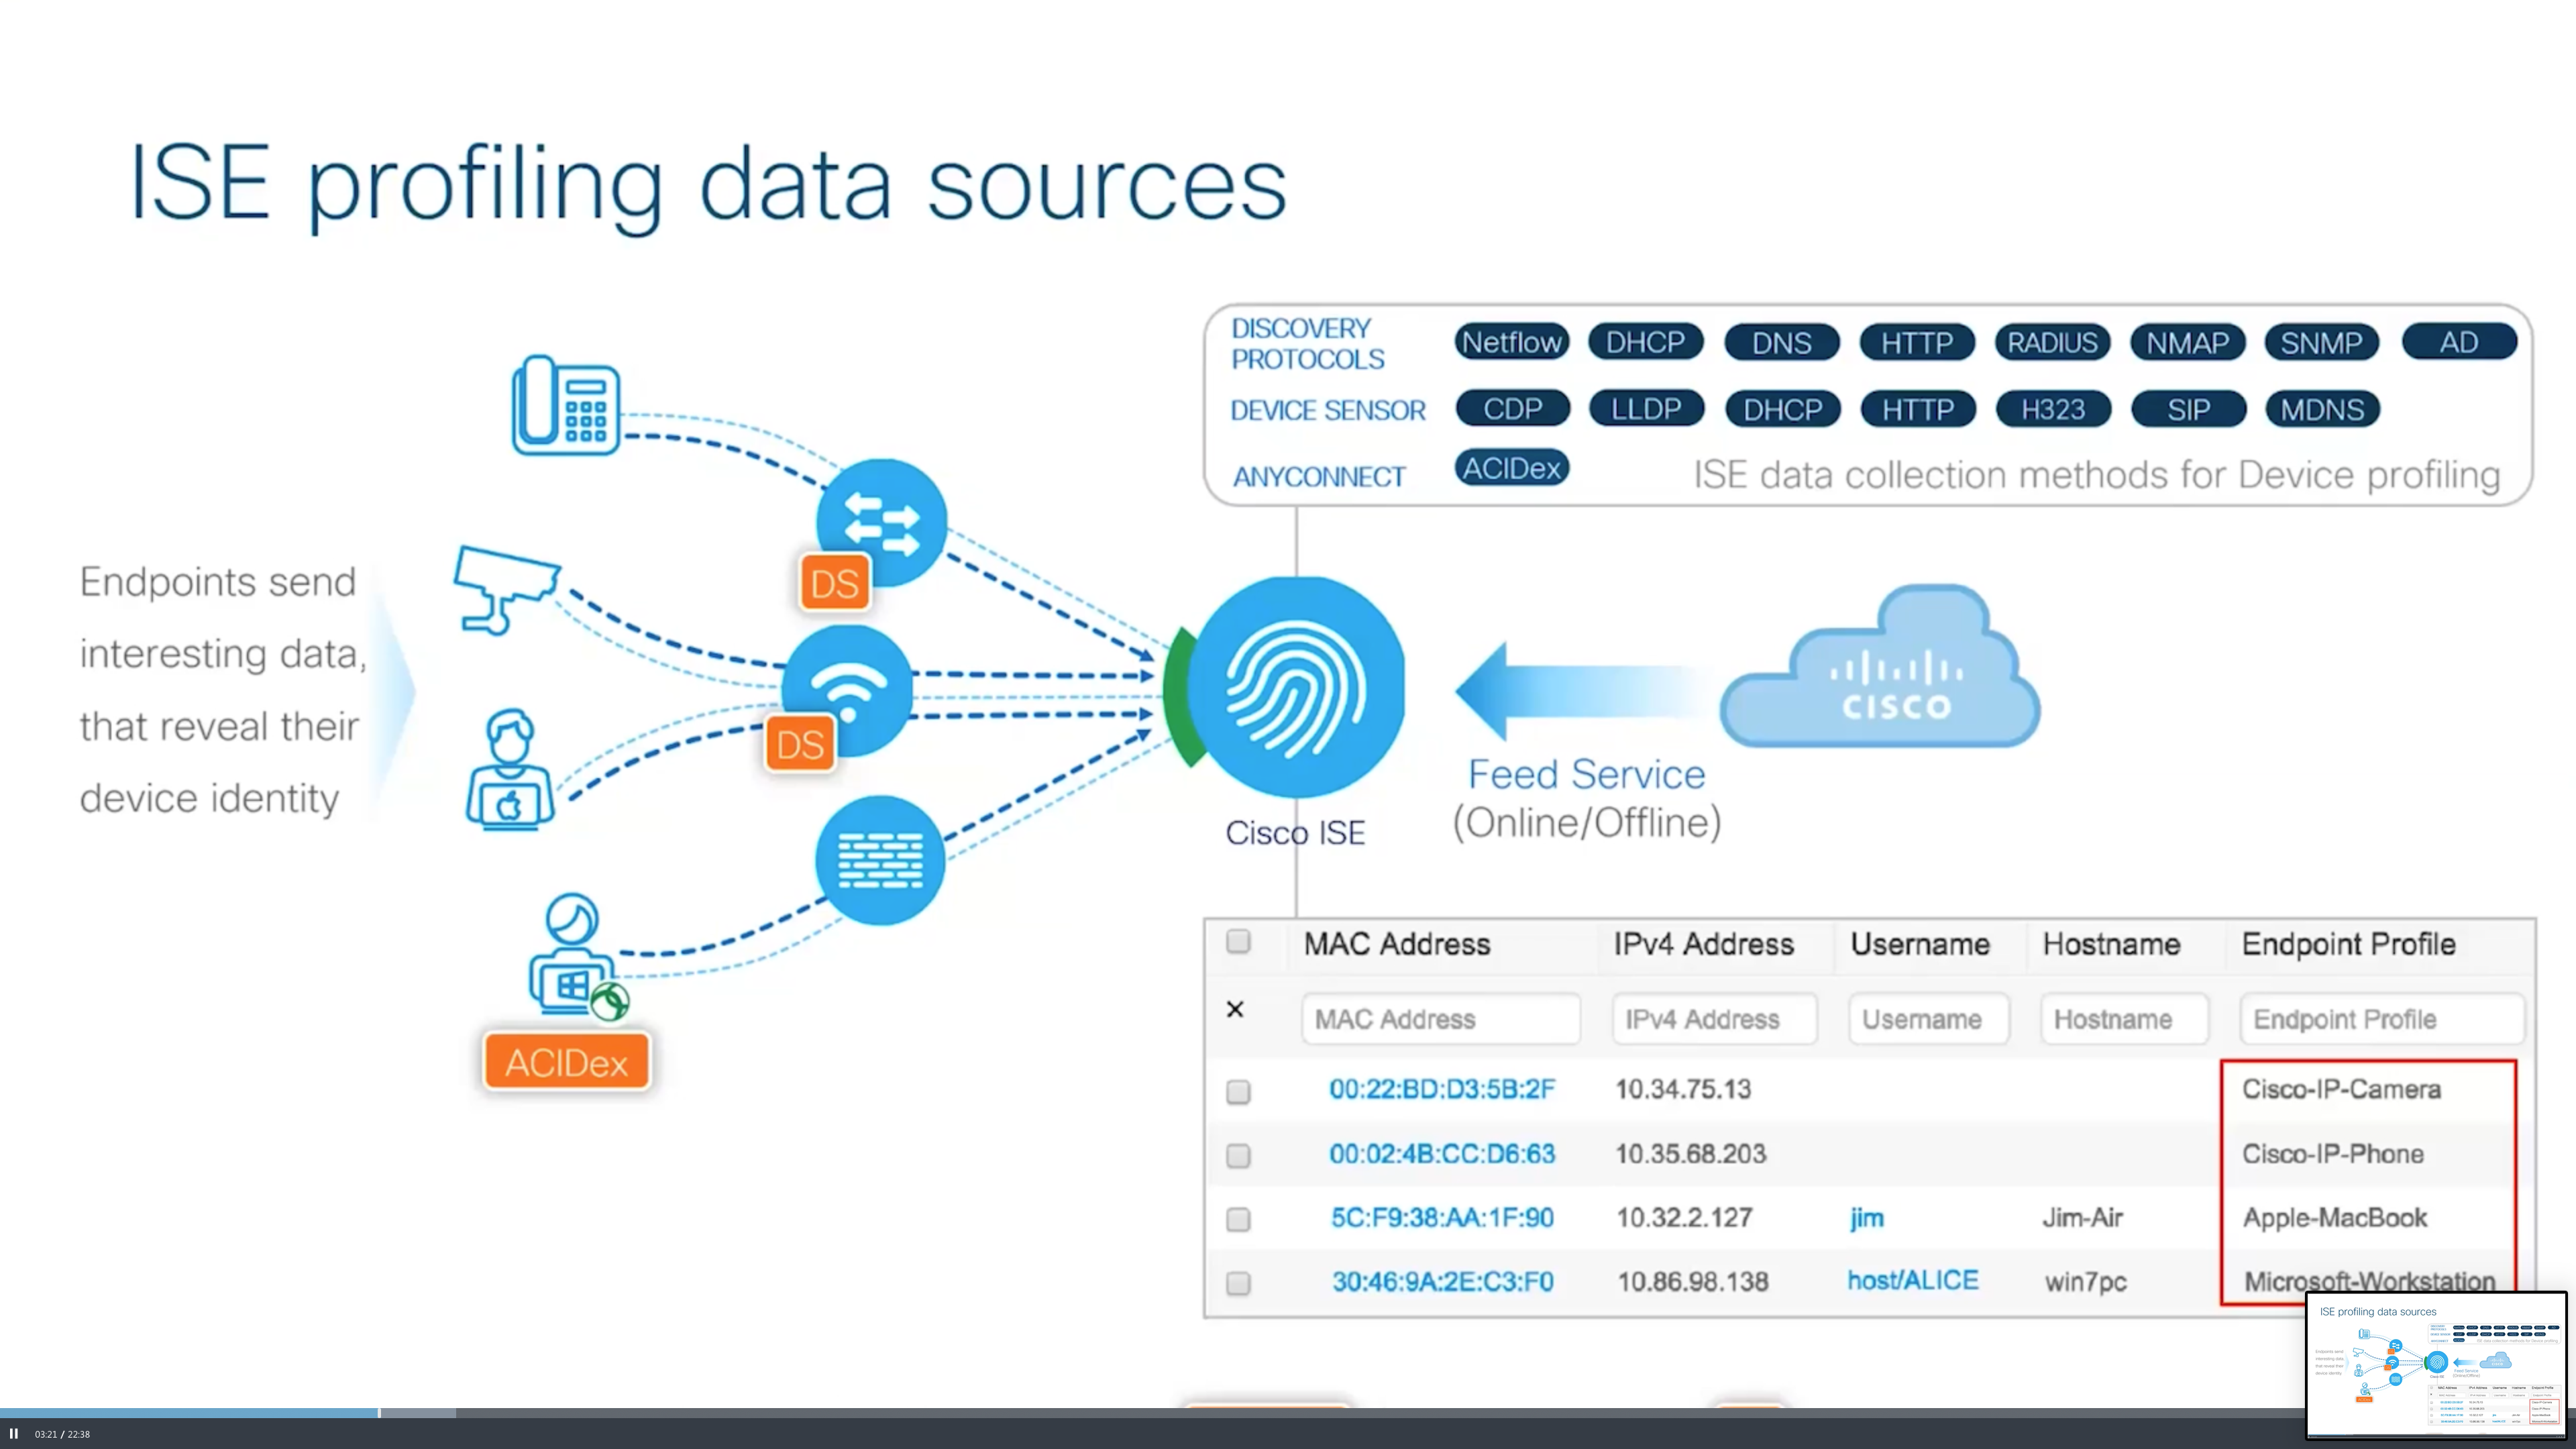 ISE profiling data sources
DISCOVERY
PROTOCOLS
Netflow DHCP DNS HTTP RADIUS NMAP SNMP AD
DEVICE SENSOR CDP LLDP DHCP HTTP H323 SIP MDNS
ANYCONNECT ACIDex
ISE data collection methods for Device profiling
Endpoints send
interesting data,
that reveal their
device identity
DS
DS
ACIDex
Cisco ISE
CISCO
Feed Service
(Online/Offline)
MAC Address IPv4 Address Username Hostname Endpoint Profile
× MAC Address IPv4 Address Username Hostname Endpoint Profile
00:22:BD:D3:5B:2F 10.34.75.13 Cisco-IP-Camera
00:02:4B:CC:D6:63 10.35.68.203 Cisco-IP-Phone
5C:F9:38:AA:1F:90 10.32.2.127 jim Jim-Air Apple-MacBook
30:46:9A:2E:C3:F0 10.86.98.138 host/ALICE win7pc Microsoft-Workstation
ISE profiling data sources
03:21 / 22:38